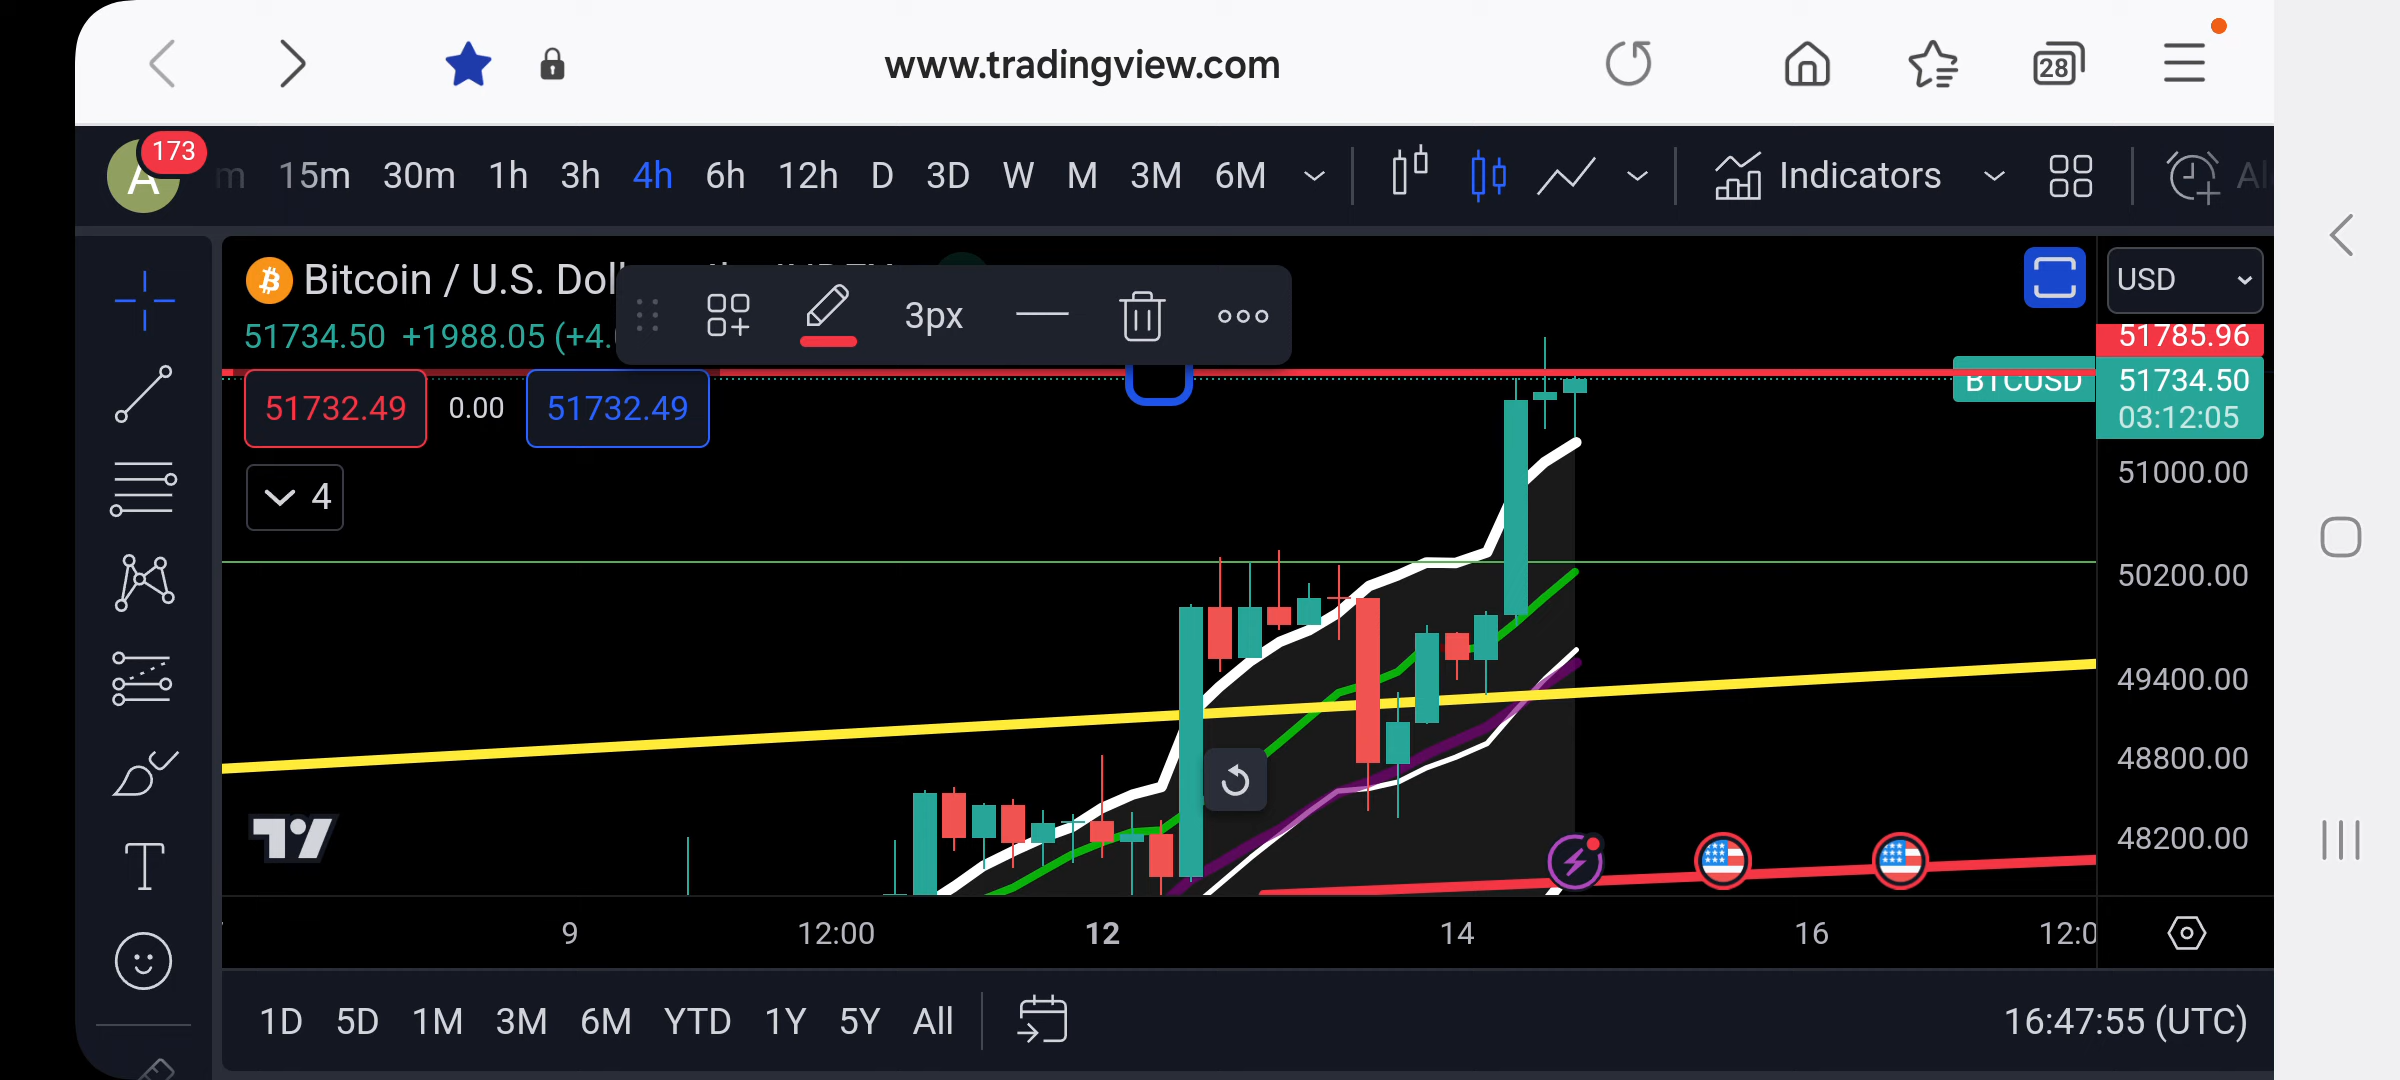 www.tradingview.com
28
A 173
15m 30m 1h 3h 4h 6h 12h D 3D W M 3M 6M Indicators
Bitcoin / U.S.
USD
51734.50 +1988.05 (+4.
3px
51785.96
BTCUSD 51734.50
03:12:05
51732.49 0.00 51732.49
51000.00
4
50200.00
49400.00
48800.00
48200.00
T
9 12:00 12 14 16 12:0
1D 5D 1M 3M 6M YTD 1Y 5Y All
16:47:55 (UTC)